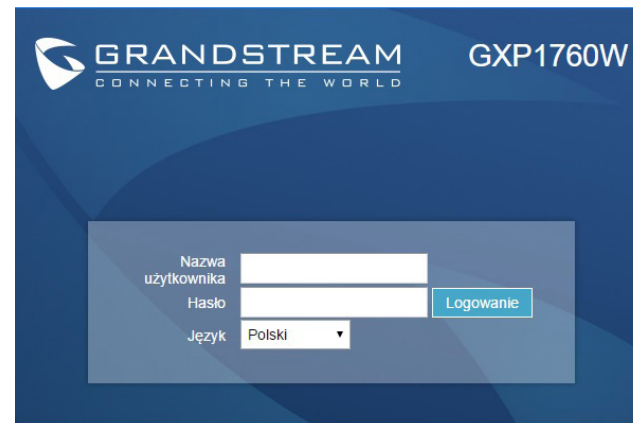 GRANDSTREAM
CONNECTING THE WORLD
GXP1760W
Nazwa
użytkownika
Hasło
Logowanie
Język
Polski